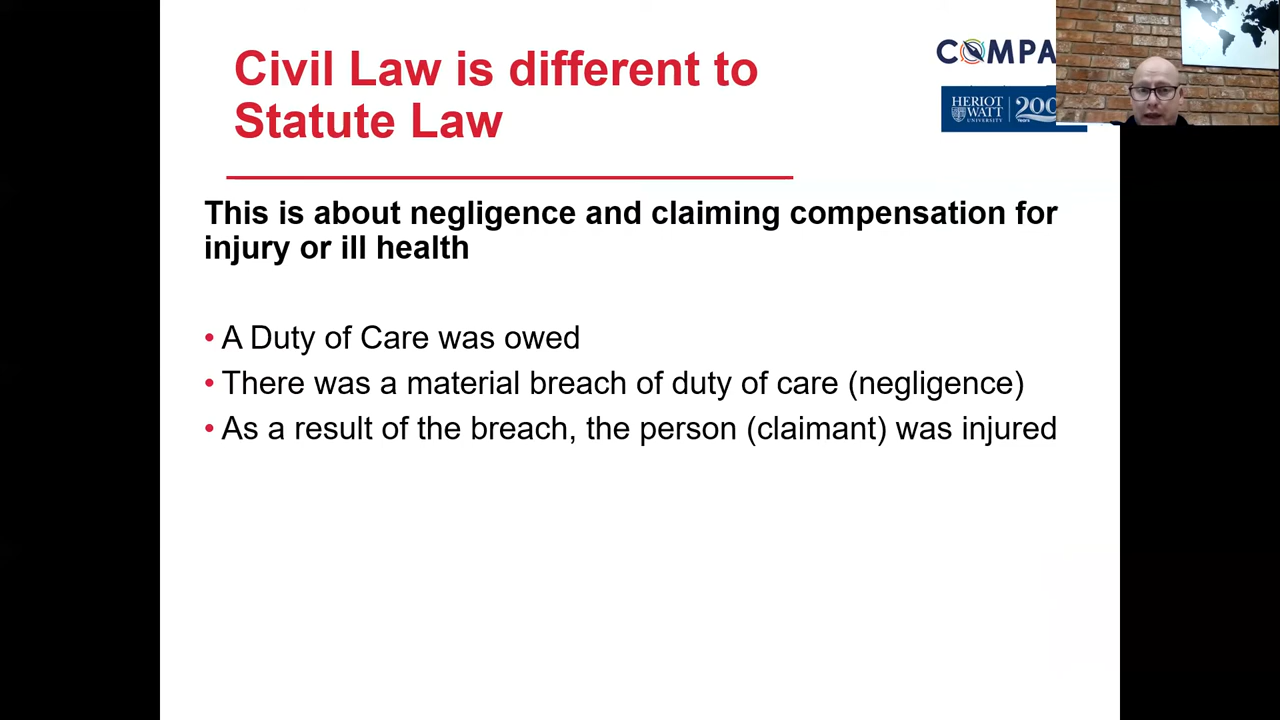 Civil Law is different to
Statute Law
COMPA
HERIOT
WATT
UNIVERSITY
200
YEARS
This is about negligence and claiming compensation for
injury or ill health
• A Duty of Care was owed
• There was a material breach of duty of care (negligence)
• As a result of the breach, the person (claimant) was injured